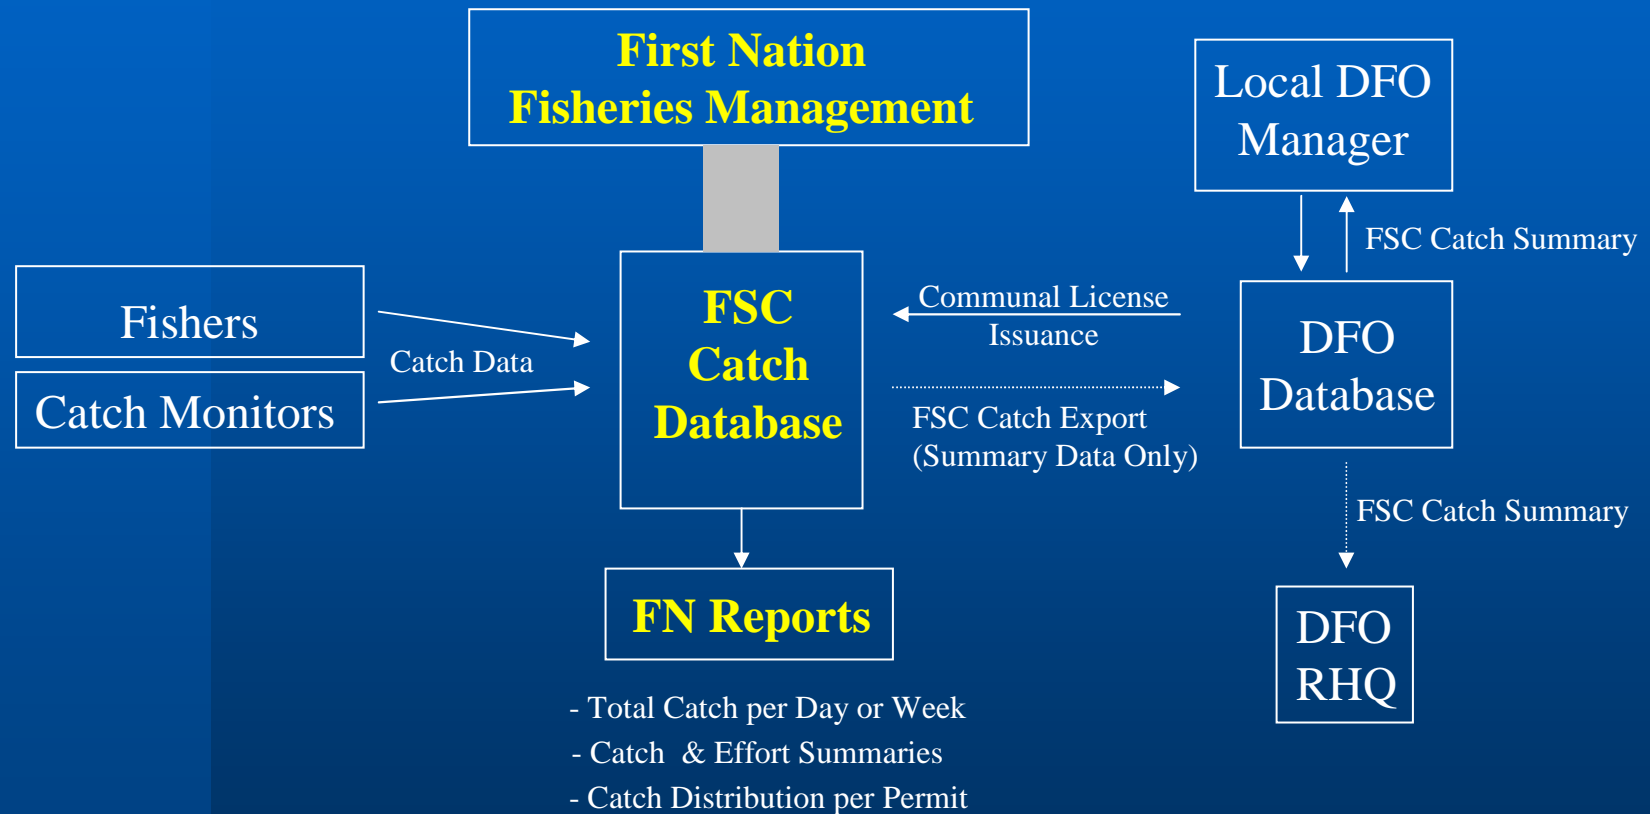 First Nation
Fisheries Management
Local DFO
Manager
FSC Catch Summary
Fishers
Catch Data
Catch Monitors
FSC
Catch
Database
Communal License
Issuance
FSC Catch Export
(Summary Data Only)
DFO
Database
FSC Catch Summary
FN Reports
DFO
RHQ
- Total Catch per Day or Week
- Catch & Effort Summaries
- Catch Distribution per Permit